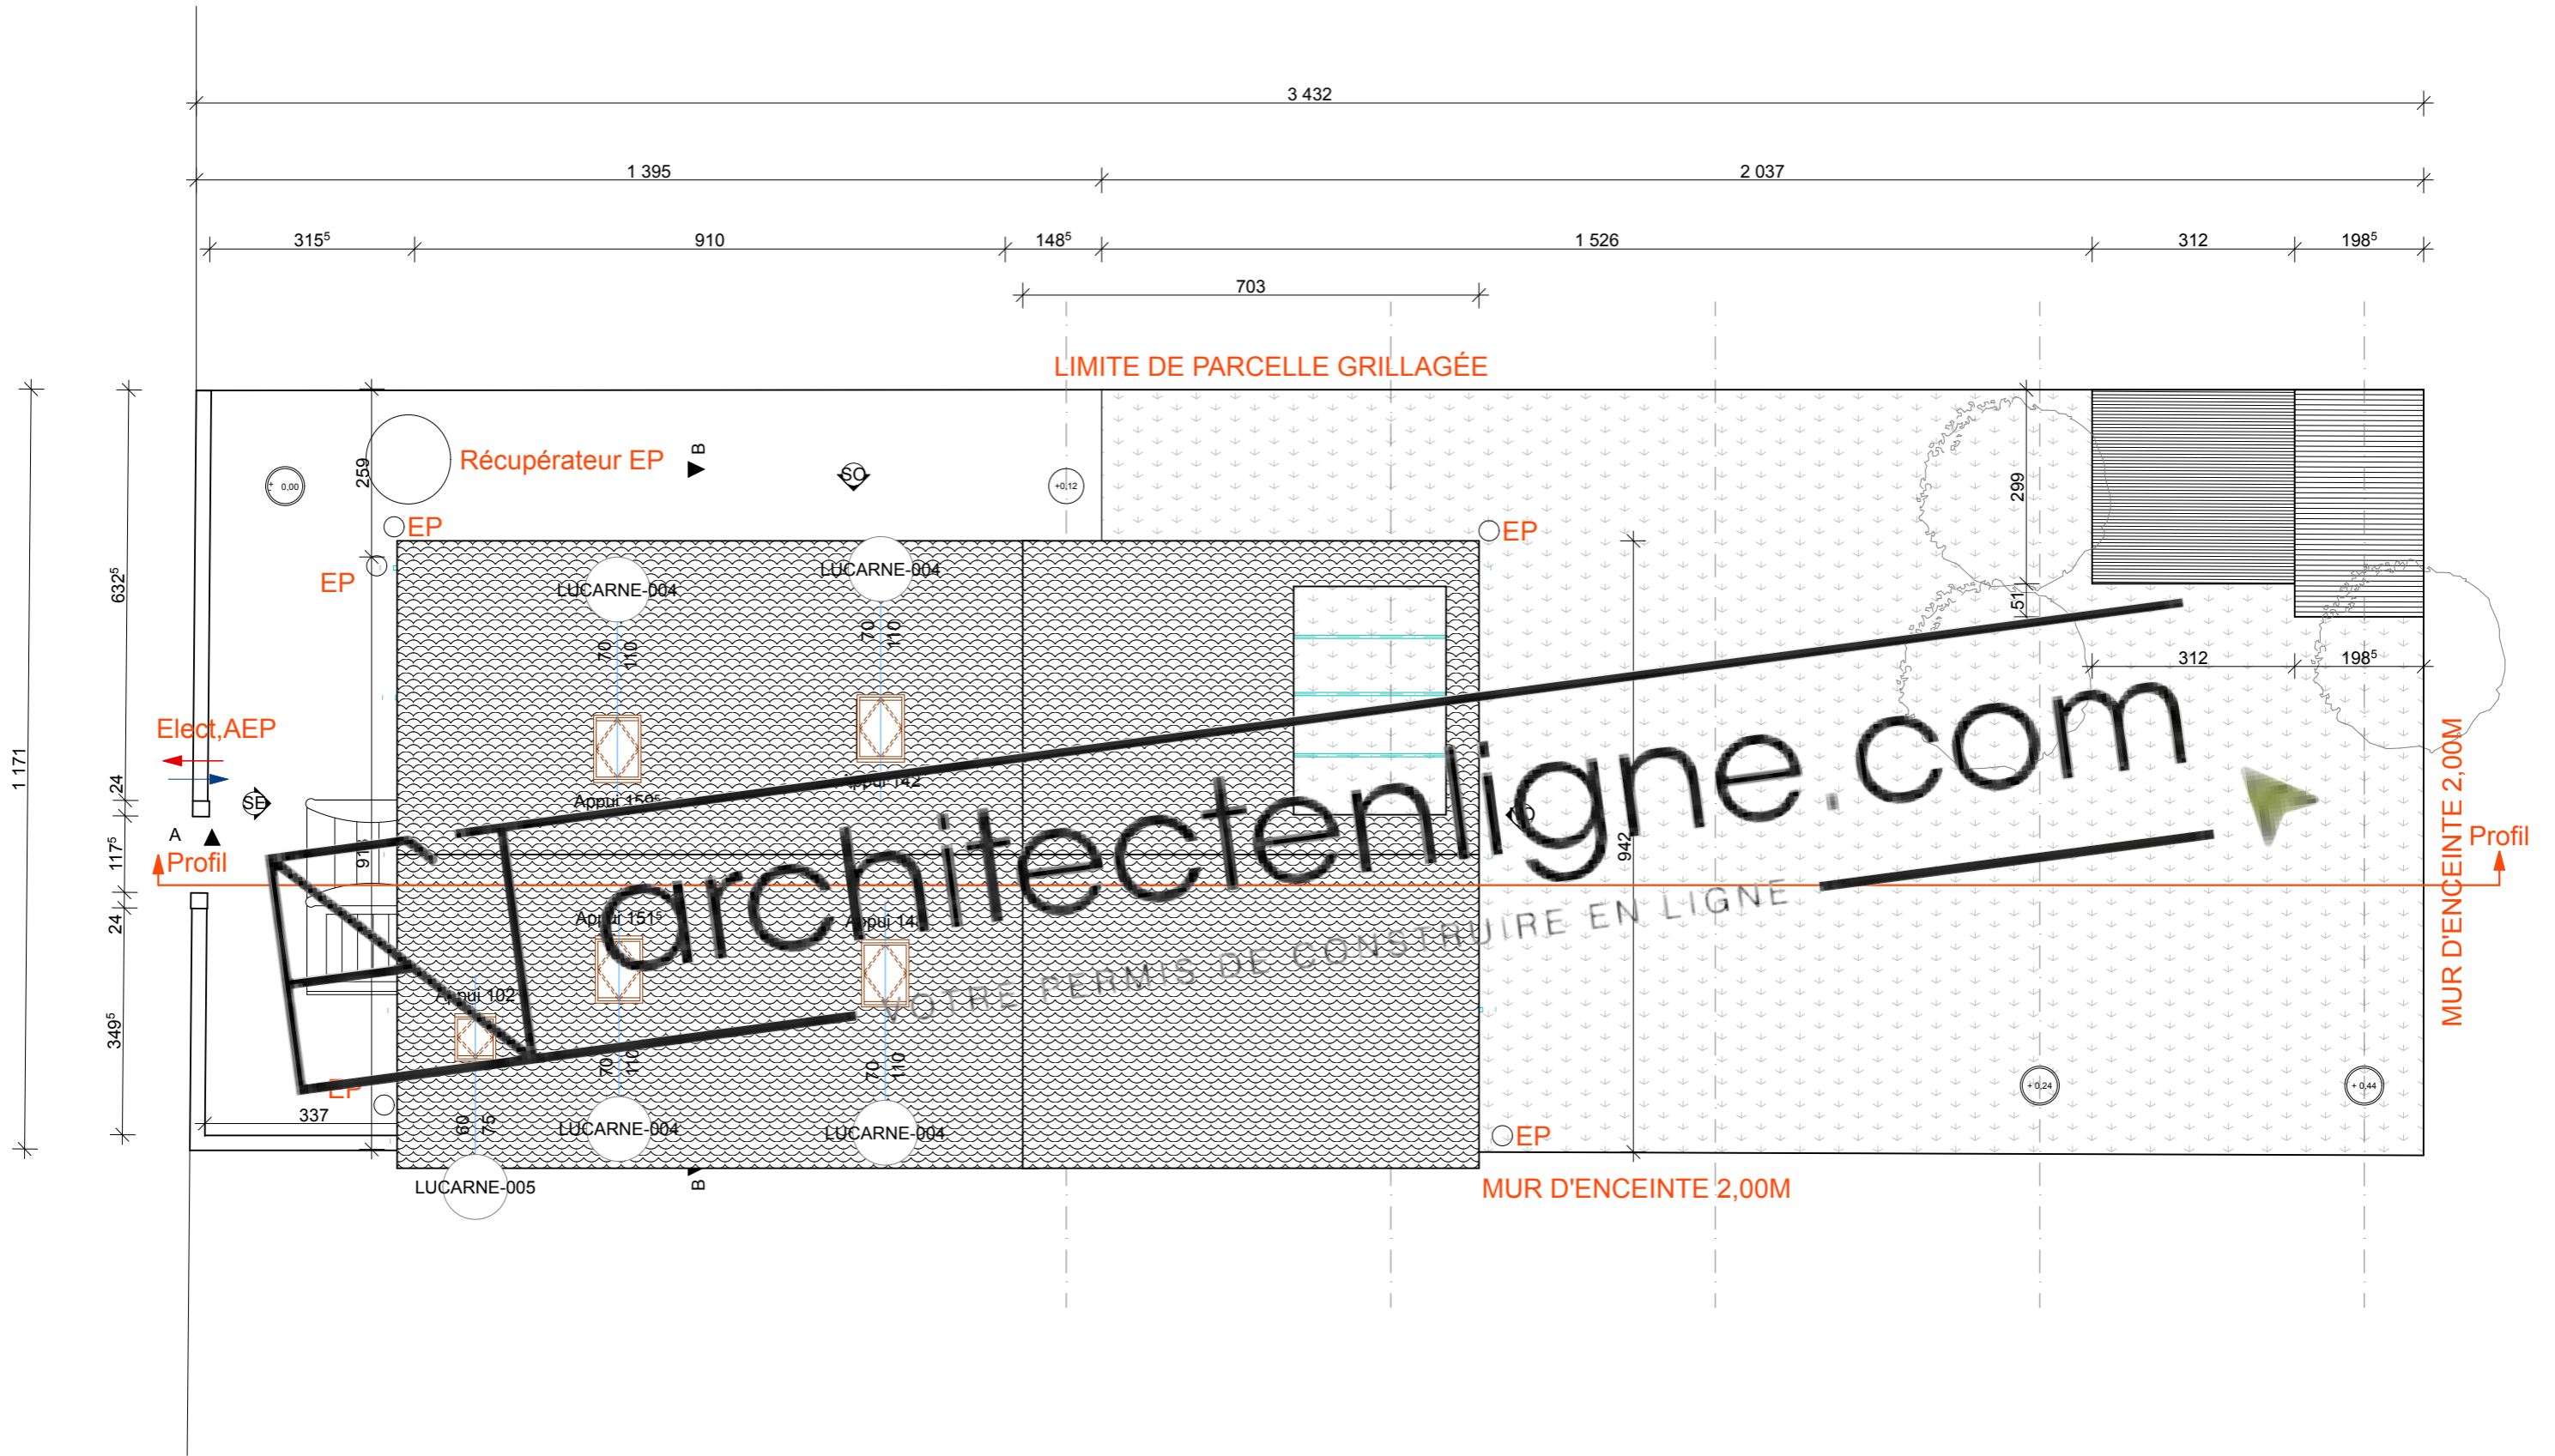 3 432
1 395
2 037
315⁵
910
148⁵
1 526
312
198⁵
703
LIMITE DE PARCELLE GRILLAGÉE
259
Récupérateur EP
B
SO
+ 0,00
+0,12
299
EP
EP
EP
632⁵
LUCARNE-004
LUCARNE-004
51
70
110
70
110
312
198⁵
Elect,AEP
1 171
24
SE
Appui 159⁵
A
Profil
117⁵
942
MUR D'ENCEINTE 2,00M
Profil
architectenligne.com
VOTRE PERMIS DE CONSTRUIRE EN LIGNE
24
Appui 151⁵
Appui 102
349⁵
70
110
70
110
+ 0,24
+ 0,44
EP
337
60
75
LUCARNE-004
LUCARNE-004
EP
LUCARNE-005
B
MUR D'ENCEINTE 2,00M